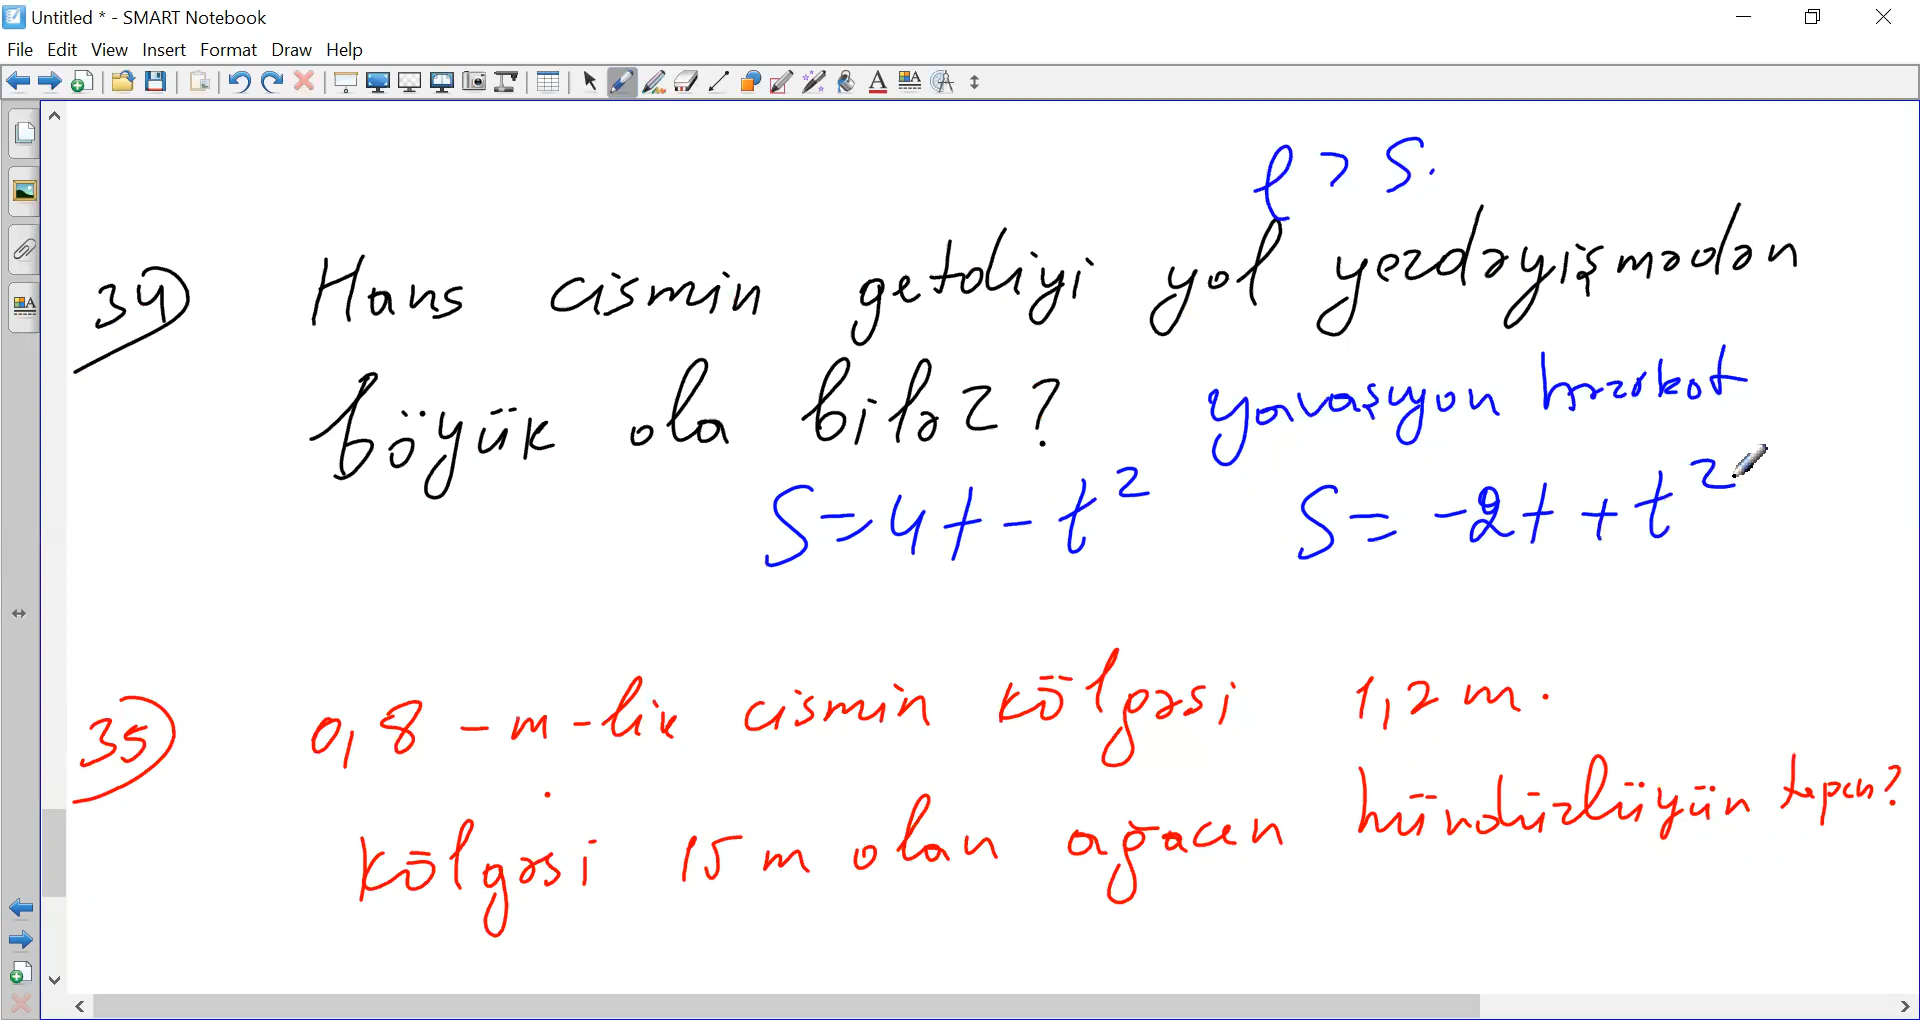 Untitled * - SMART Notebook
File Edit View Insert Format Draw Help
l > S.
34) Hans cismin getdiyi yol yerdəyişmədən
böyük ola bilər?
yavaşıyan hərəkət
S=4t-t²
S=-2t+t²
35) 0,8-m-lik cismin kölgəsi 1,2 m.
kölgəsi 15 m olan ağacın hündürlüyün tapın?